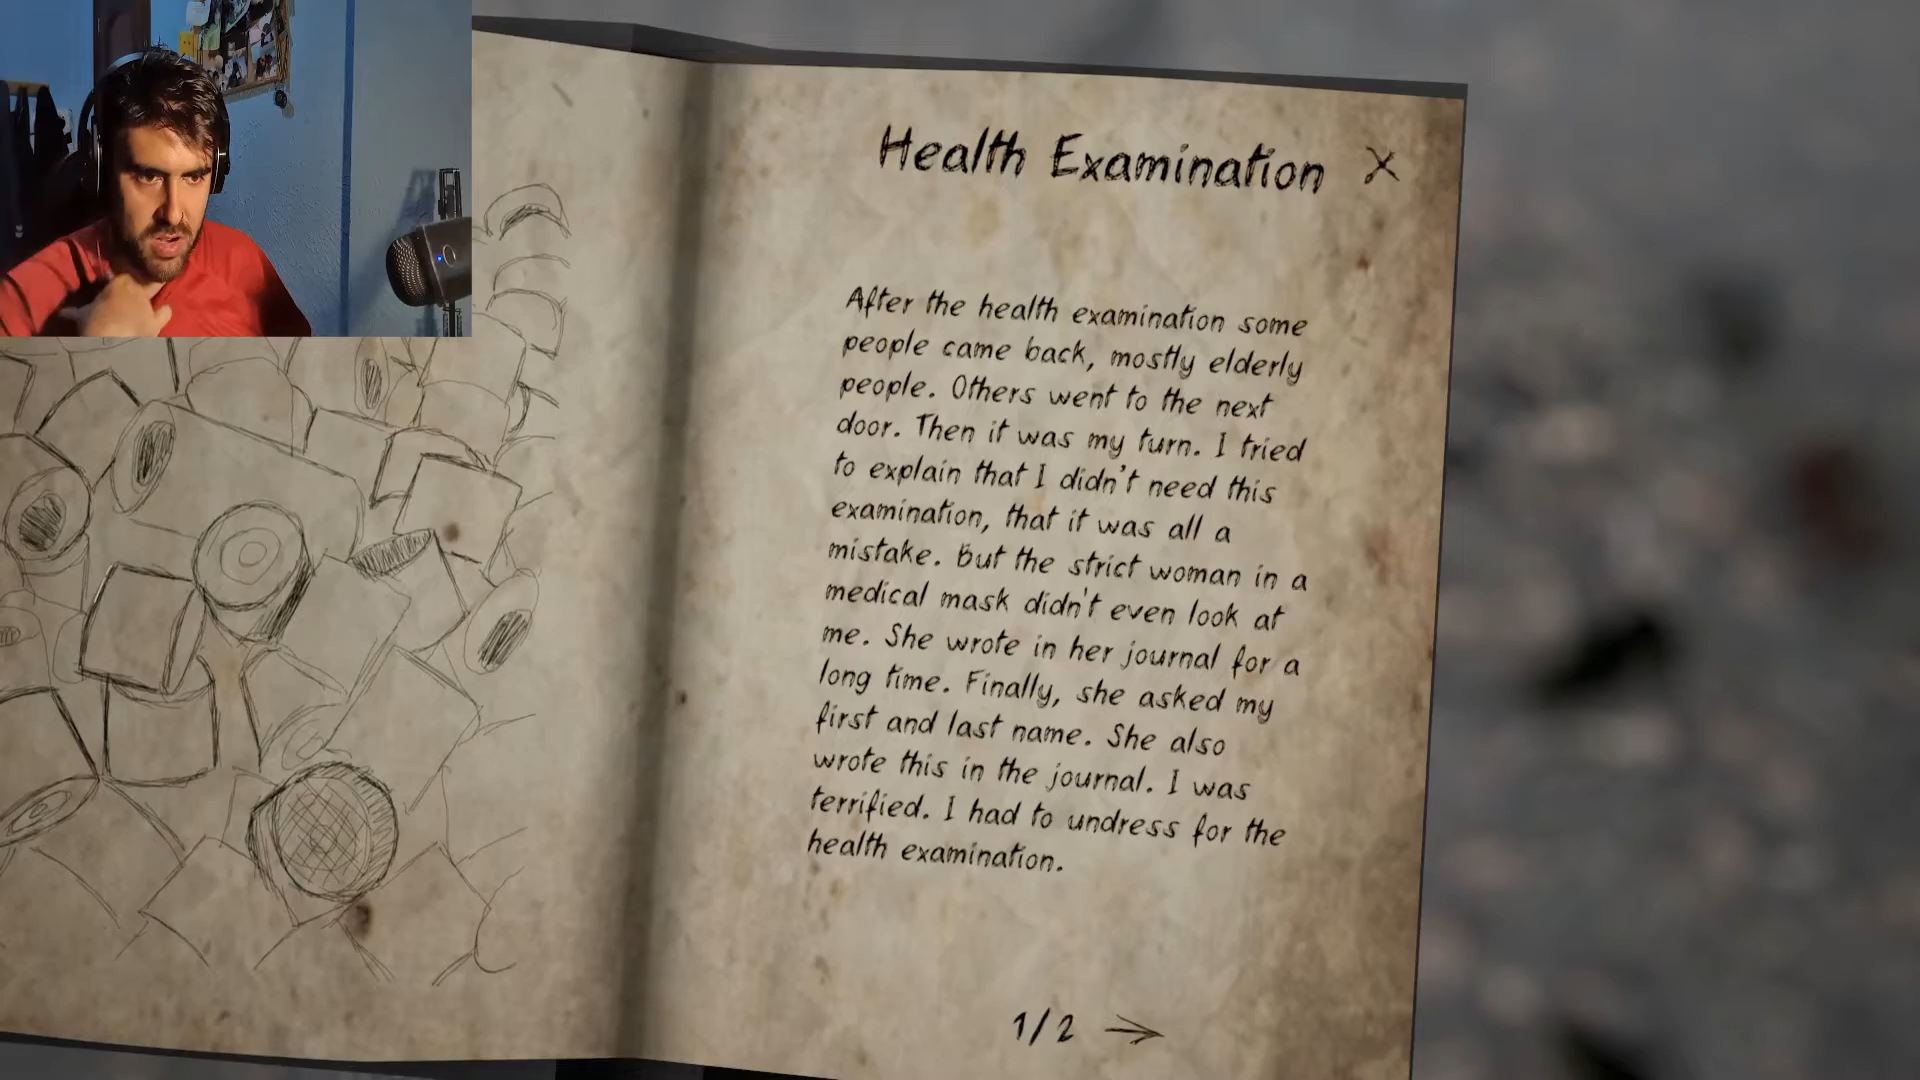 Health Examination X
After the health examination some
people came back, mostly elderly
people. Others went to the next
door. Then it was my turn. I tried
to explain that I didn't need this
examination, that it was all a
mistake. But the strict woman in a
medical mask didn't even look at
me. She wrote in her journal for a
long time. Finally, she asked my
first and last name. She also
wrote this in the journal. I was
terrified. I had to undress for the
health examination.
1/2